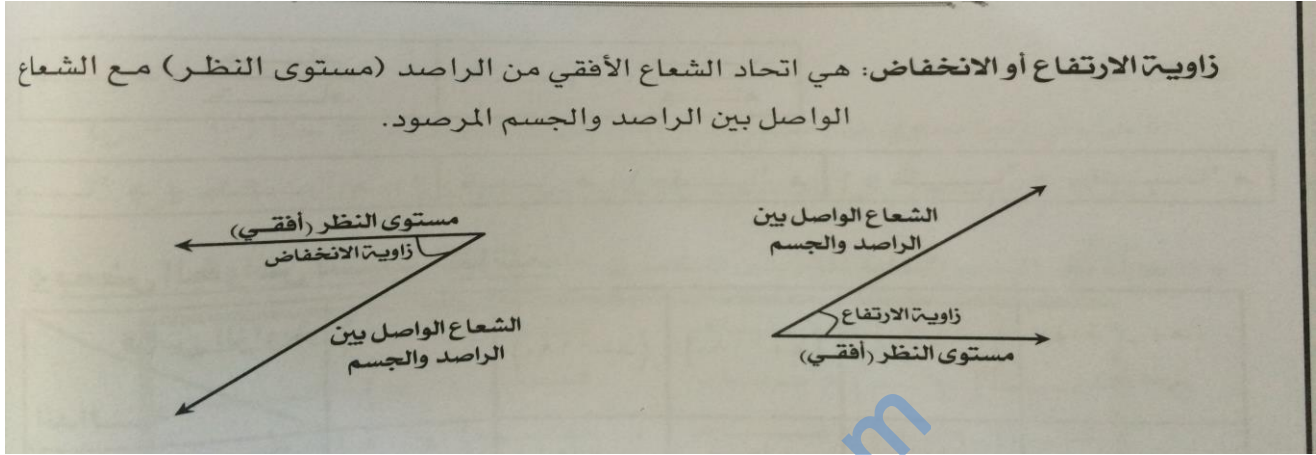 زاوية الارتفاع أو الانخفاض: هي اتحاد الشعاع الأفقي من الراصد (مستوى النظر) مع الشعاع
الواصل بين الراصد والجسم المرصود.
الشعاع الواصل بين
الراصد والجسم
زاوية الارتفاع
مستوى النظر (أفقي)
مستوى النظر (أفقي)
زاوية الانخفاض
الشعاع الواصل بين
الراصد والجسم
m